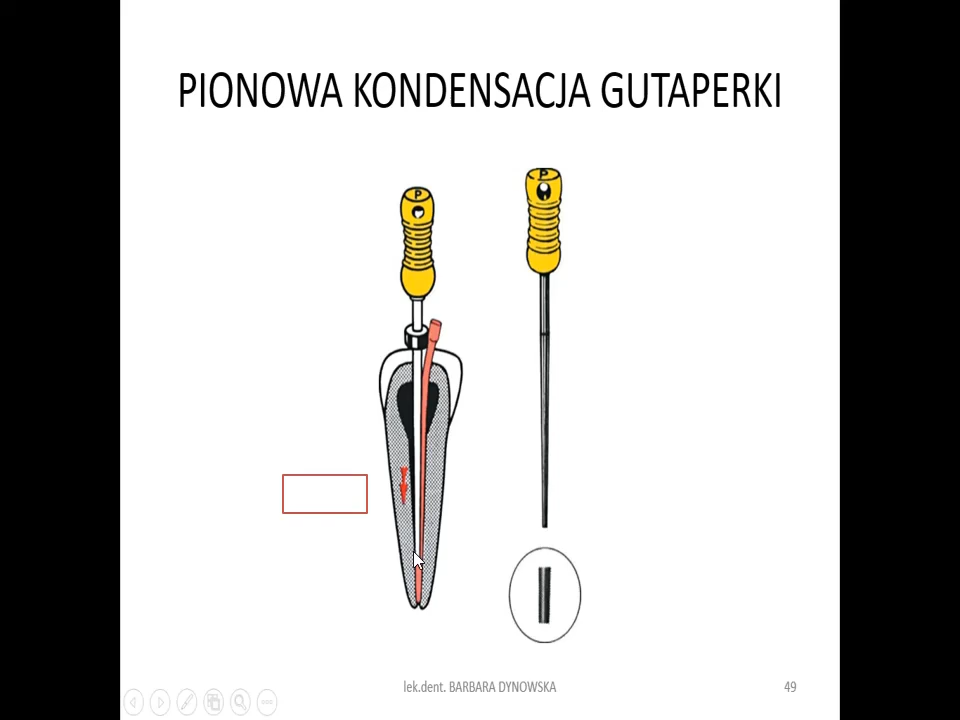 PIONOWA KONDENSACJA GUTAPERKI
P
P
lek.dent. BARBARA DYNOWSKA
49